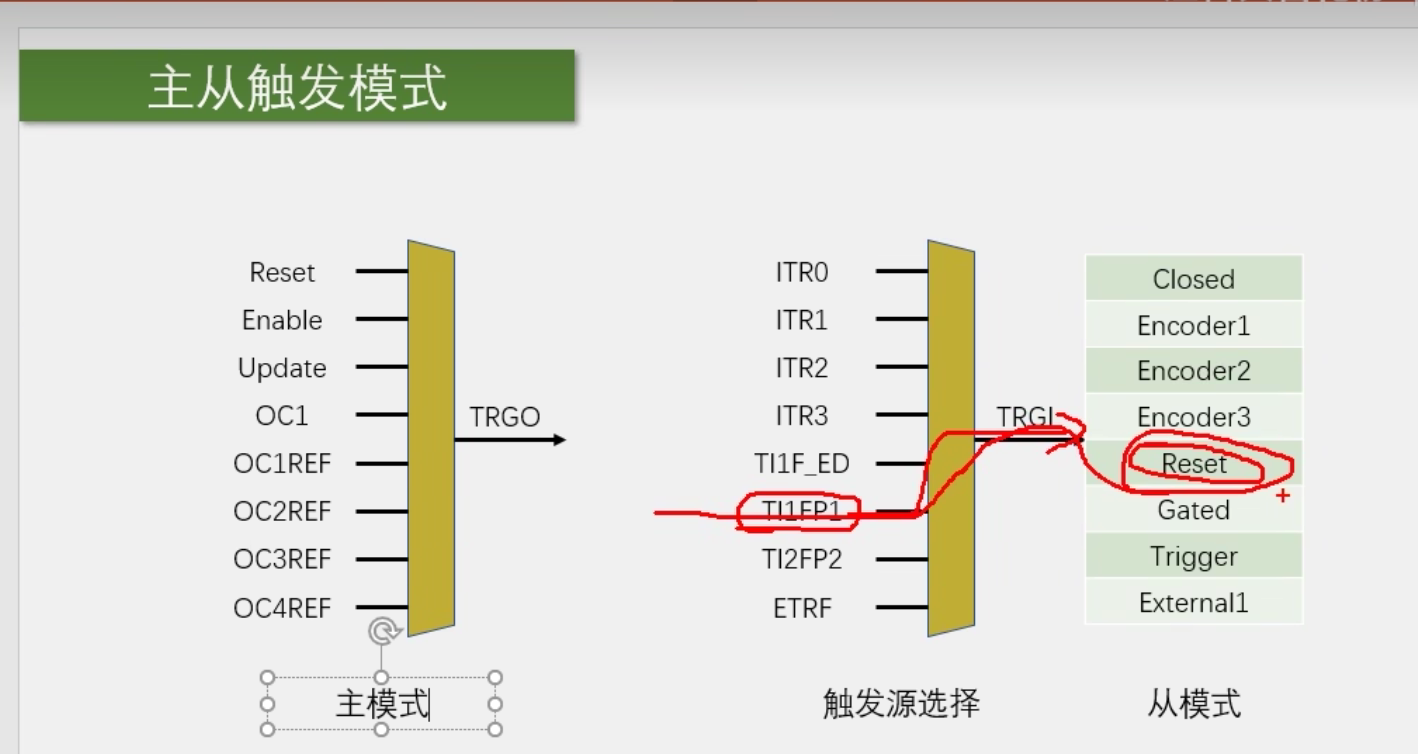 主从触发模式
Reset
Enable
Update
OC1
OC1REF
OC2REF
OC3REF
OC4REF
TRGO
主模式
ITR0
ITR1
ITR2
ITR3
TI1F_ED
TI1FP1
TI2FP2
ETRF
TRGI
触发源选择
Closed
Encoder1
Encoder2
Encoder3
Reset
Gated
Trigger
External1
从模式